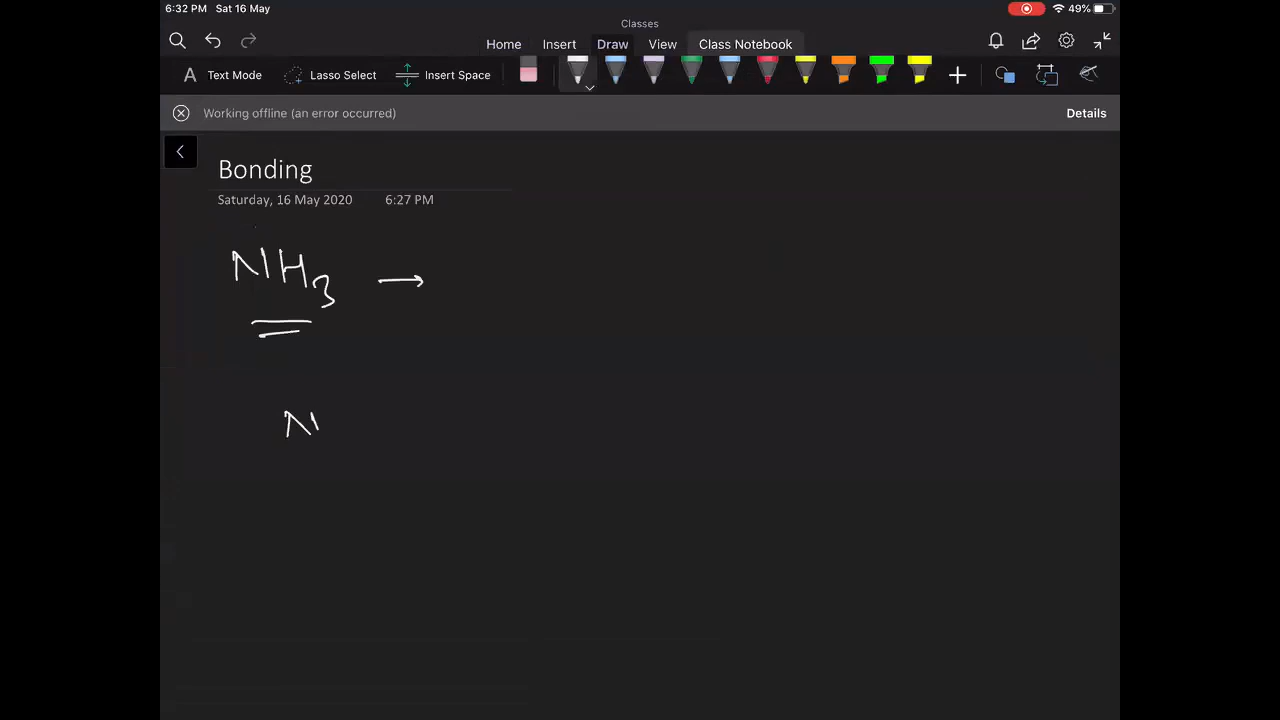 6:32 PM Sat 16 May 49%
Classes
Home Insert Draw View Class Notebook
A Text Mode Lasso Select Insert Space
Working offline (an error occurred) Details
Bonding
Saturday, 16 May 2020 6:27 PM
NH₃ →
N